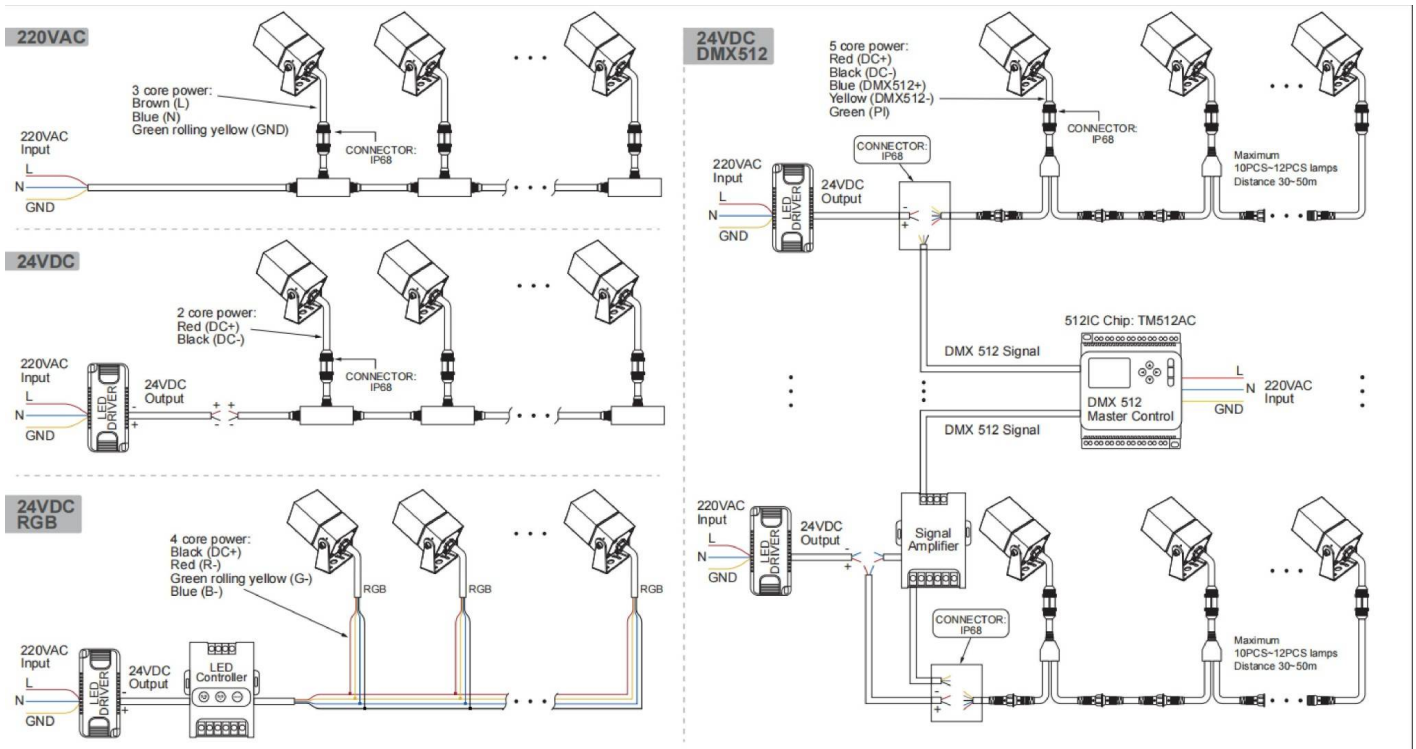 220VAC
3 core power:
Brown (L)
Blue (N)
Green rolling yellow (GND)
220VAC
Input
L
N
GND
CONNECTOR:
IP68
24VDC
2 core power:
Red (DC+)
Black (DC-)
220VAC
Input
L
N
GND
LED
DRIVER
-
+
24VDC
Output
+ +
- -
CONNECTOR:
IP68
24VDC
RGB
4 core power:
Black (DC+)
Red (R-)
Green rolling yellow (G-)
Blue (B-)
RGB
RGB
RGB
220VAC
Input
L
N
GND
LED
DRIVER
-
+
24VDC
Output
LED
Controller
24VDC
DMX512
5 core power:
Red (DC+)
Black (DC-)
Blue (DMX512+)
Yellow (DMX512-)
Green (PI)
CONNECTOR:
IP68
CONNECTOR:
IP68
220VAC
Input
L
N
GND
LED
DRIVER
24VDC
Output
-
+
Maximum
10PCS~12PCS lamps
Distance 30~50m
512IC Chip: TM512AC
DMX 512 Signal
DMX 512
Master Control
L
N
GND
220VAC
Input
DMX 512 Signal
220VAC
Input
L
N
GND
LED
DRIVER
24VDC
Output
-
+
Signal
Amplifier
CONNECTOR:
IP68
-
+
Maximum
10PCS~12PCS lamps
Distance 30~50m